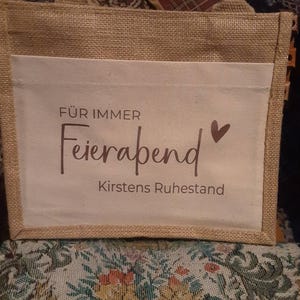 FÜR IMMER
Feierabend
Kirstens Ruhestand